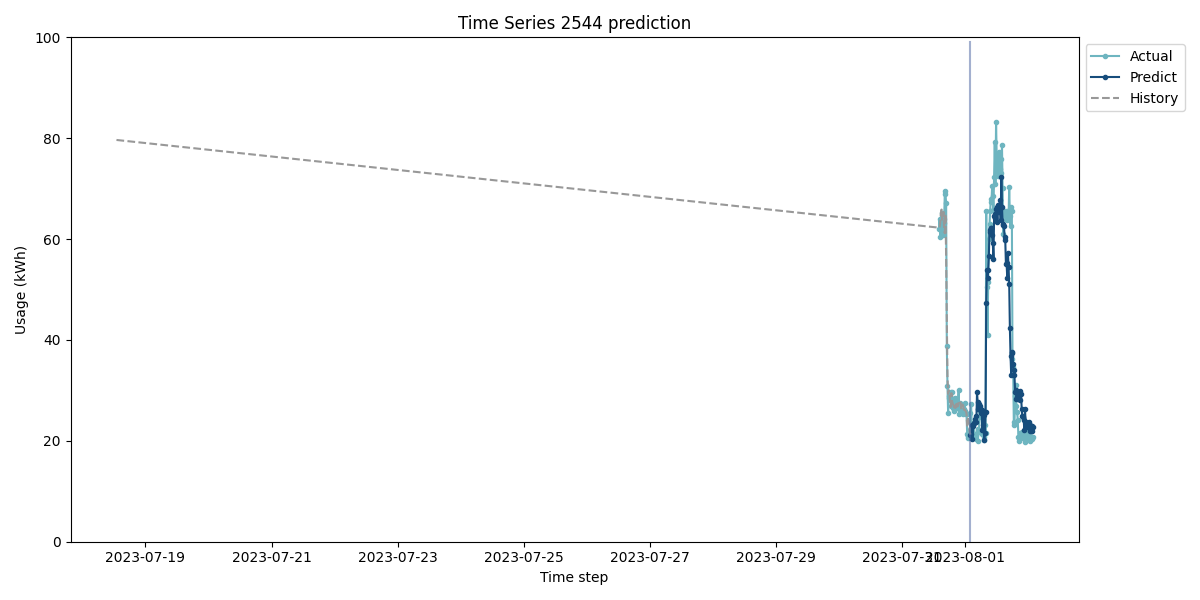 Time Series 2544 prediction
Usage (kWh)
100
80
60
40
20
0
2023-07-19
2023-07-21
2023-07-23
2023-07-25
2023-07-27
2023-07-29
2023-07-31
2023-08-01
Time step
Actual
Predict
History